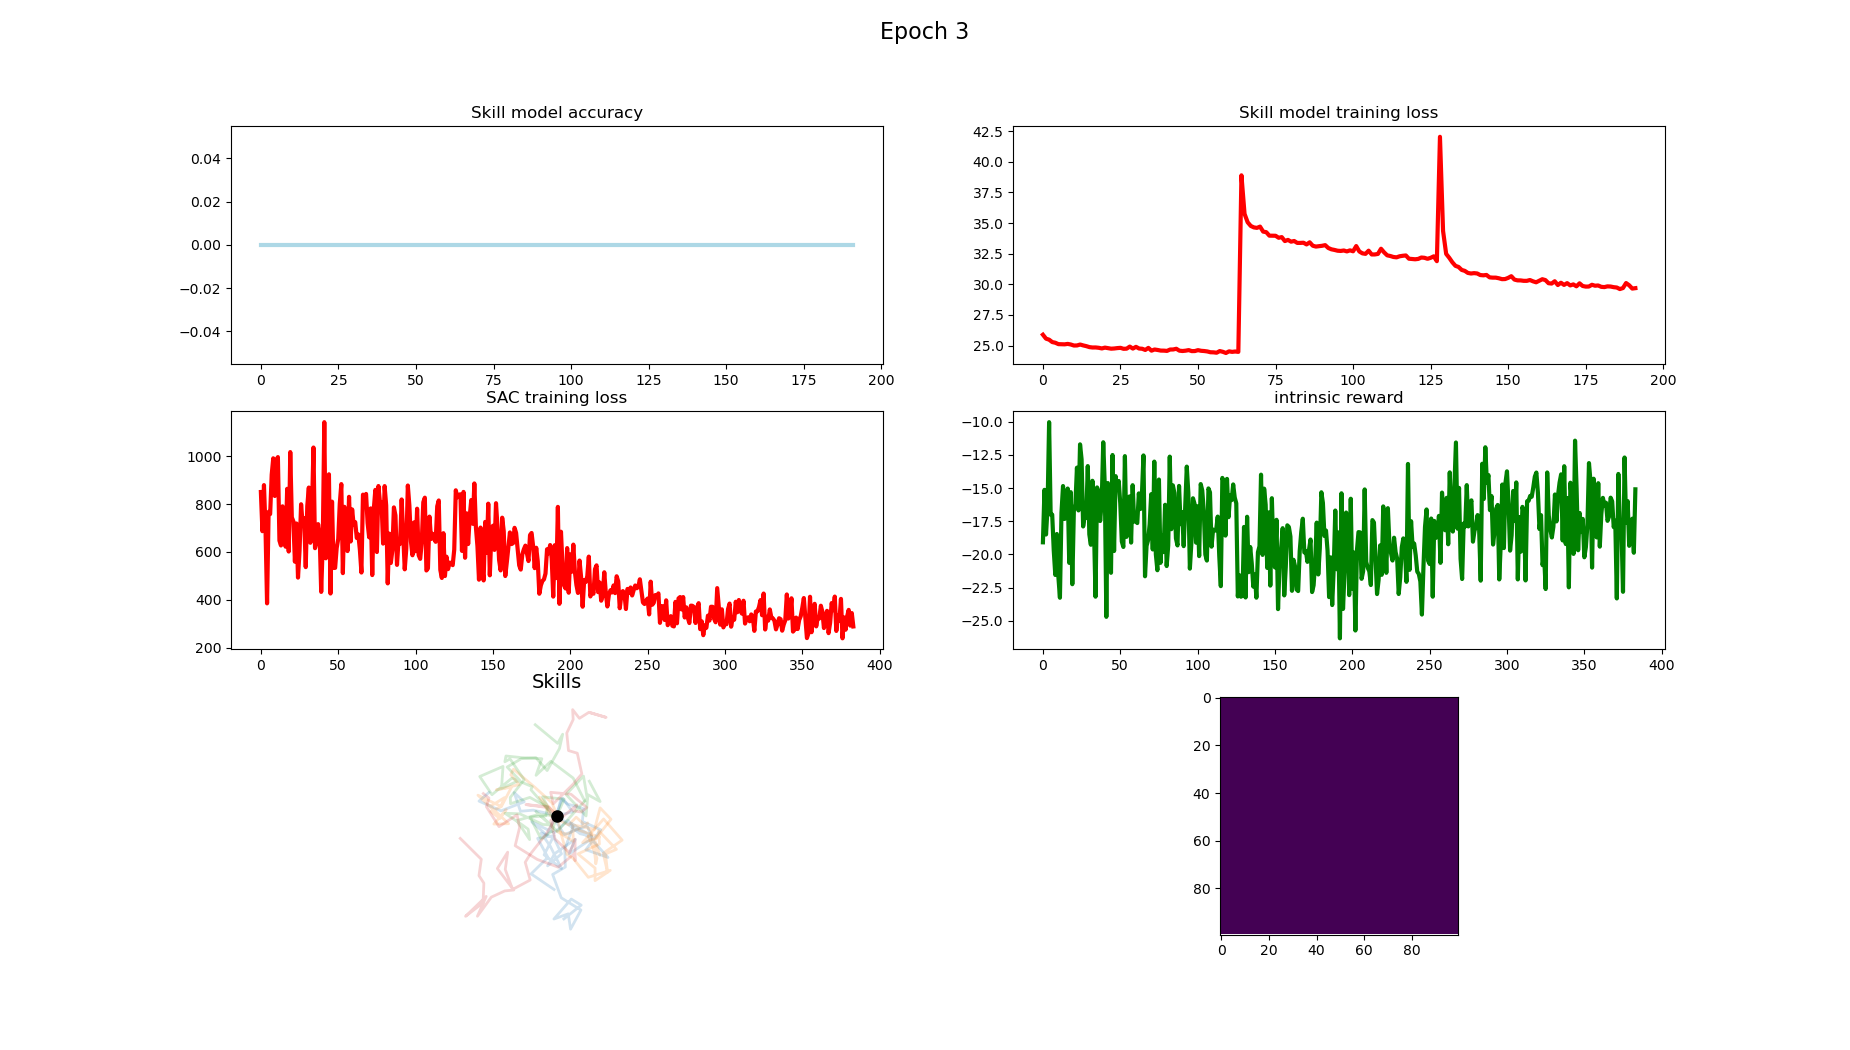 Epoch 3
Skill model accuracy
0.04
0.02
0.00
−0.02
−0.04
0 25 50 75 100 125 150 175 200
Skill model training loss
42.5
40.0
37.5
35.0
32.5
30.0
27.5
25.0
0 25 50 75 100 125 150 175 200
SAC training loss
1000
800
600
400
200
0 50 100 150 200 250 300 350 400
intrinsic reward
−10.0
−12.5
−15.0
−17.5
−20.0
−22.5
−25.0
0 50 100 150 200 250 300 350 400
Skills
0
20
40
60
80
0 20 40 60 80